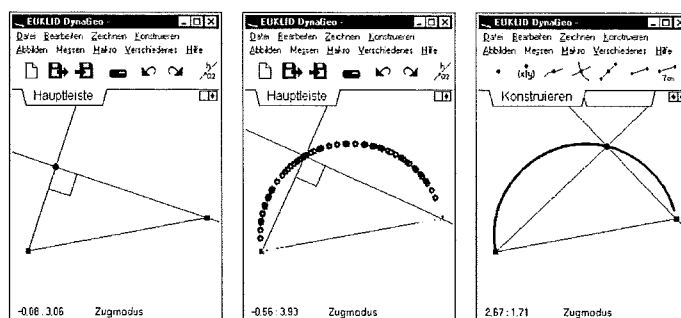 EUKLID DynaGeo -
Datei Bearbeiten Zeichnen Konstruieren
Abbilden Messen Makro Verschiedenes Hilfe
Hauptleiste
-0,08 : 3,06 Zugmodus
EUKLID DynaGeo -
Datei Bearbeiten Zeichnen Konstruieren
Abbilden Messen Makro Verschiedenes Hilfe
Hauptleiste
-0,56 : 3,93 Zugmodus
EUKLID DynaGeo -
Datei Bearbeiten Zeichnen Konstruieren
Abbilden Messen Makro Verschiedenes Hilfe
(x|y)
Konstruieren
2,67 : 1,71 Zugmodus